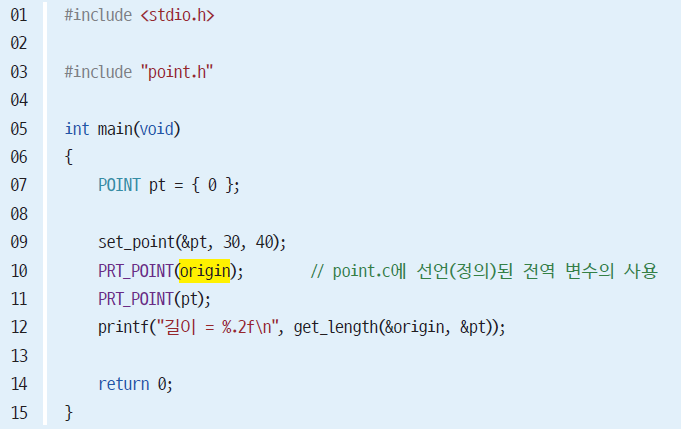 01 #include <stdio.h>
02
03 #include "point.h"
04
05 int main(void)
06 {
07 POINT pt = { 0 };
08
09 set_point(&pt, 30, 40);
10 PRT_POINT(origin); // point.c에 선언(정의)된 전역 변수의 사용
11 PRT_POINT(pt);
12 printf("길이 = %.2f\n", get_length(&origin, &pt));
13
14 return 0;
15 }